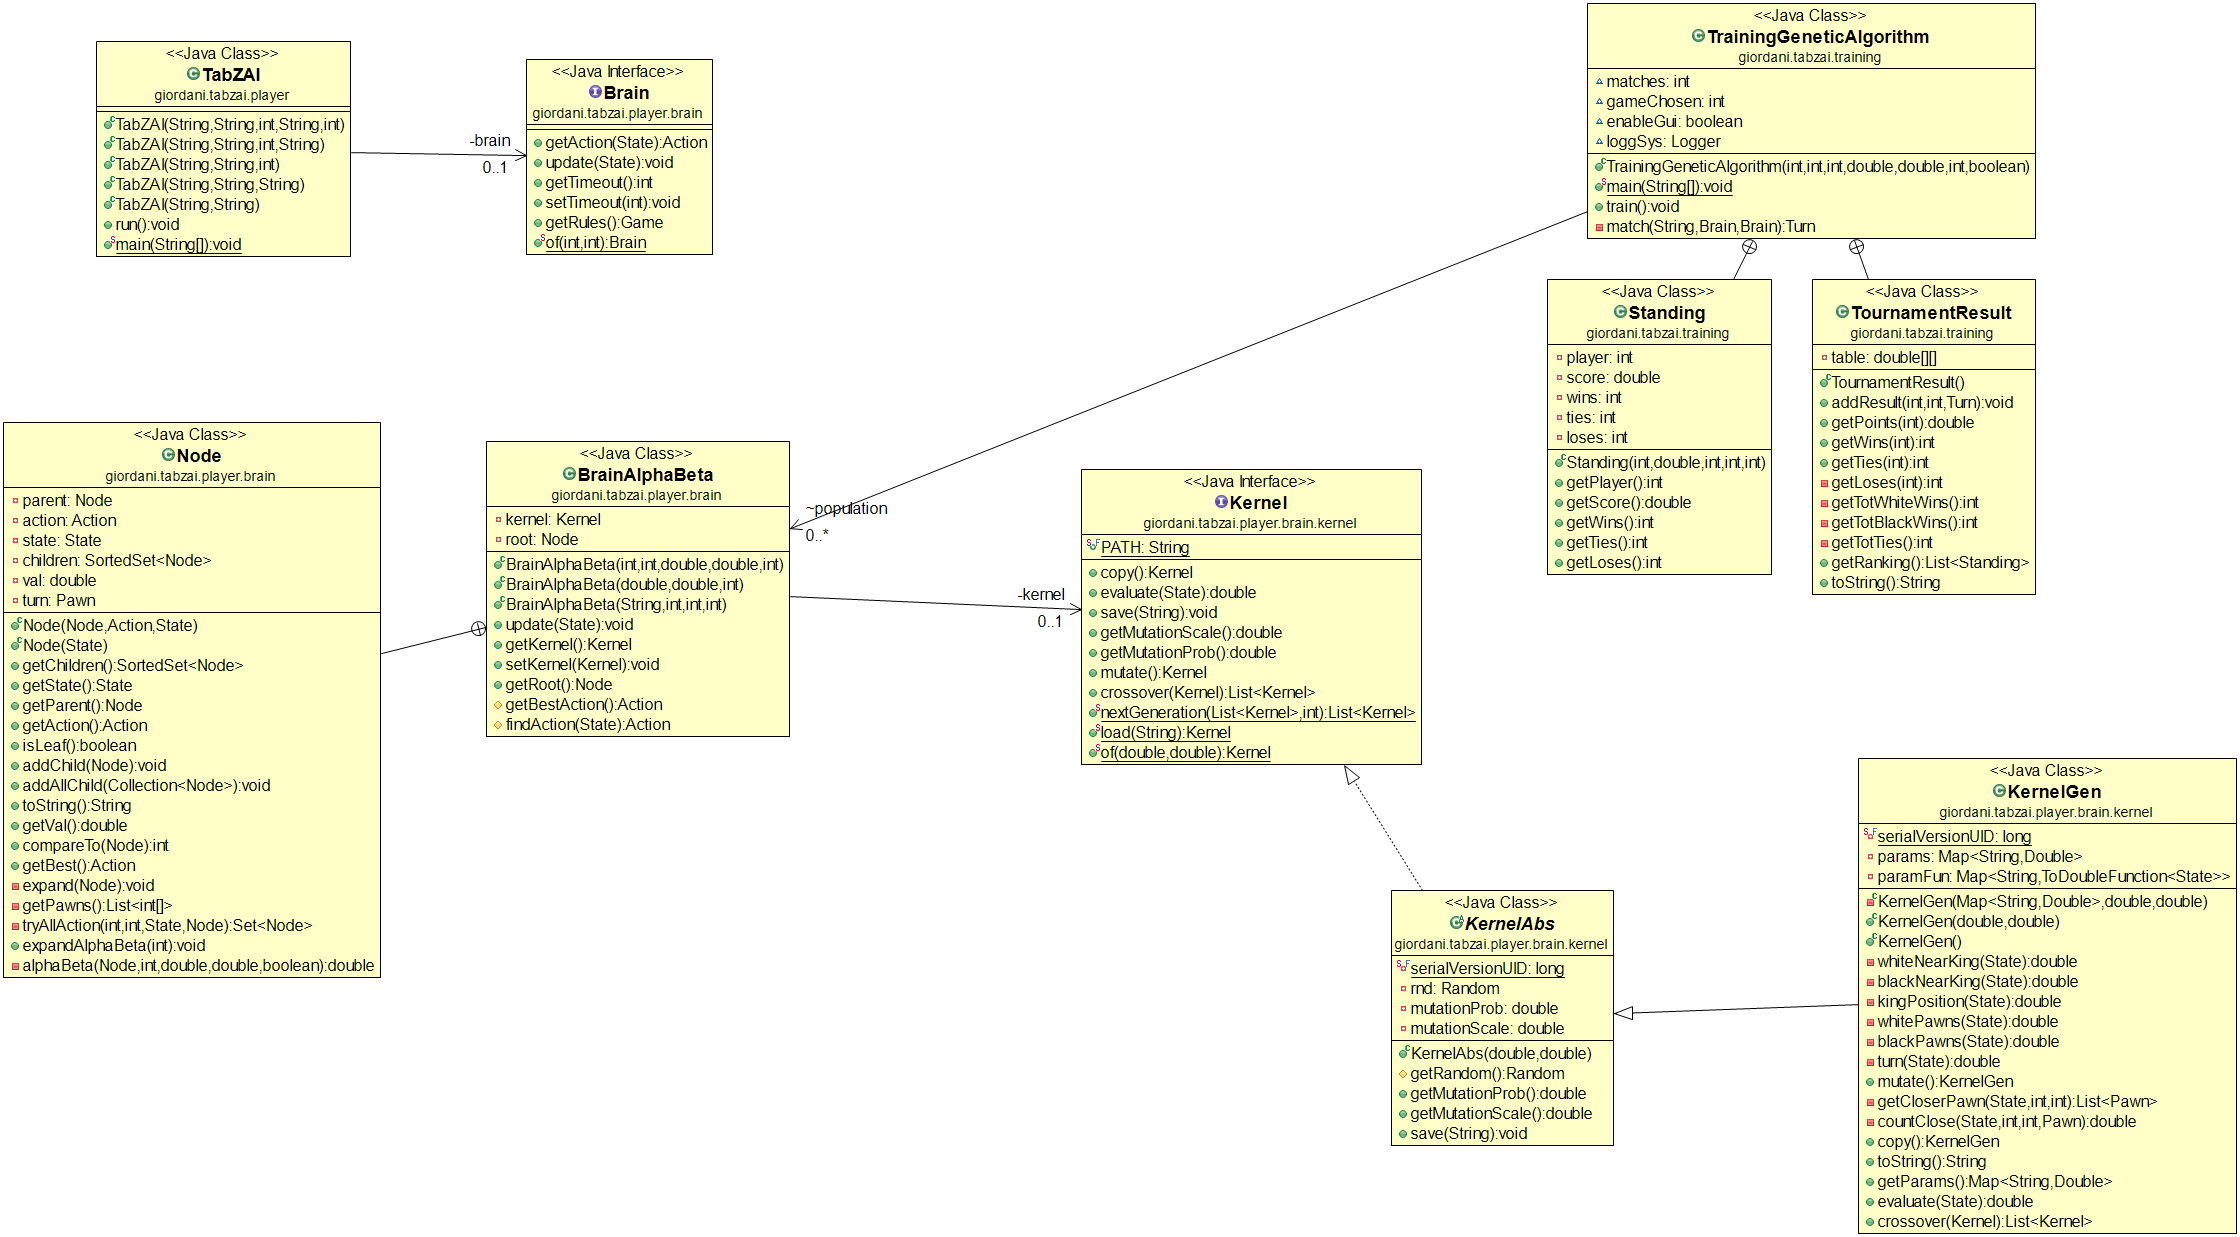 <<Java Class>>
TabZAI
giordani.tabzai.player
TabZAI(String,String,int,String,int)
TabZAI(String,String,int,String)
TabZAI(String,String,int)
TabZAI(String,String,String)
TabZAI(String,String)
run():void
main(String[]):void
-brain
0..1
<<Java Interface>>
Brain
giordani.tabzai.player.brain
getAction(State):Action
update(State):void
getTimeout():int
setTimeout(int):void
getRules():Game
of(int,int):Brain
<<Java Class>>
TrainingGeneticAlgorithm
giordani.tabzai.training
matches: int
gameChosen: int
enableGui: boolean
loggSys: Logger
TrainingGeneticAlgorithm(int,int,int,double,double,int,boolean)
main(String[]):void
train():void
match(String,Brain,Brain):Turn
<<Java Class>>
Standing
giordani.tabzai.training
player: int
score: double
wins: int
ties: int
loses: int
Standing(int,double,int,int,int)
getPlayer():int
getScore():double
getWins():int
getTies():int
getLoses():int
<<Java Class>>
TournamentResult
giordani.tabzai.training
table: double[][]
TournamentResult()
addResult(int,int,Turn):void
getPoints(int):double
getWins(int):int
getTies(int):int
getLoses(int):int
getTotWhiteWins():int
getTotBlackWins():int
getTotTies():int
getRanking():List<Standing>
toString():String
<<Java Class>>
Node
giordani.tabzai.player.brain
parent: Node
action: Action
state: State
children: SortedSet<Node>
val: double
turn: Pawn
Node(Node,Action,State)
Node(State)
getChildren():SortedSet<Node>
getState():State
getParent():Node
getAction():Action
isLeaf():boolean
addChild(Node):void
addAllChild(Collection<Node>):void
toString():String
getVal():double
compareTo(Node):int
getBest():Action
expand(Node):void
getPawns():List<int[]>
tryAllAction(int,int,State,Node):Set<Node>
expandAlphaBeta(int):void
alphaBeta(Node,int,double,double,boolean):double
<<Java Class>>
BrainAlphaBeta
giordani.tabzai.player.brain
kernel: Kernel
root: Node
BrainAlphaBeta(int,int,double,double,int)
BrainAlphaBeta(double,double,int)
BrainAlphaBeta(String,int,int,int)
update(State):void
getKernel():Kernel
setKernel(Kernel):void
getRoot():Node
getBestAction():Action
findAction(State):Action
~population
0..*
-kernel
0..1
<<Java Interface>>
Kernel
giordani.tabzai.player.brain.kernel
PATH: String
copy():Kernel
evaluate(State):double
save(String):void
getMutationScale():double
getMutationProb():double
mutate():Kernel
crossover(Kernel):List<Kernel>
nextGeneration(List<Kernel>,int):List<Kernel>
load(String):Kernel
of(double,double):Kernel
<<Java Class>>
KernelAbs
giordani.tabzai.player.brain.kernel
serialVersionUID: long
rnd: Random
mutationProb: double
mutationScale: double
KernelAbs(double,double)
getRandom():Random
getMutationProb():double
getMutationScale():double
save(String):void
<<Java Class>>
KernelGen
giordani.tabzai.player.brain.kernel
serialVersionUID: long
params: Map<String,Double>
paramFun: Map<String,ToDoubleFunction<State>>
KernelGen(Map<String,Double>,double,double)
KernelGen(double,double)
KernelGen()
whiteNearKing(State):double
blackNearKing(State):double
kingPosition(State):double
whitePawns(State):double
blackPawns(State):double
turn(State):double
mutate():KernelGen
getCloserPawn(State,int,int):List<Pawn>
countClose(State,int,int,Pawn):double
copy():KernelGen
toString():String
getParams():Map<String,Double>
evaluate(State):double
crossover(Kernel):List<Kernel>